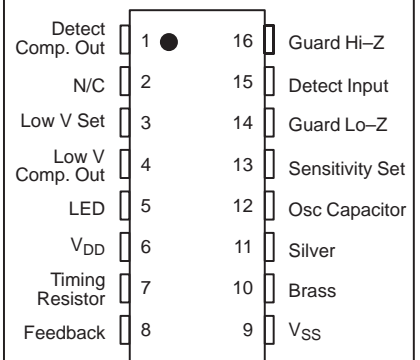 Detect
Comp. Out 1 16 Guard Hi–Z
N/C 2 15 Detect Input
Low V Set 3 14 Guard Lo–Z
Low V
Comp. Out 4 13 Sensitivity Set
LED 5 12 Osc Capacitor
VDD 6 11 Silver
Timing
Resistor 7 10 Brass
Feedback 8 9 VSS